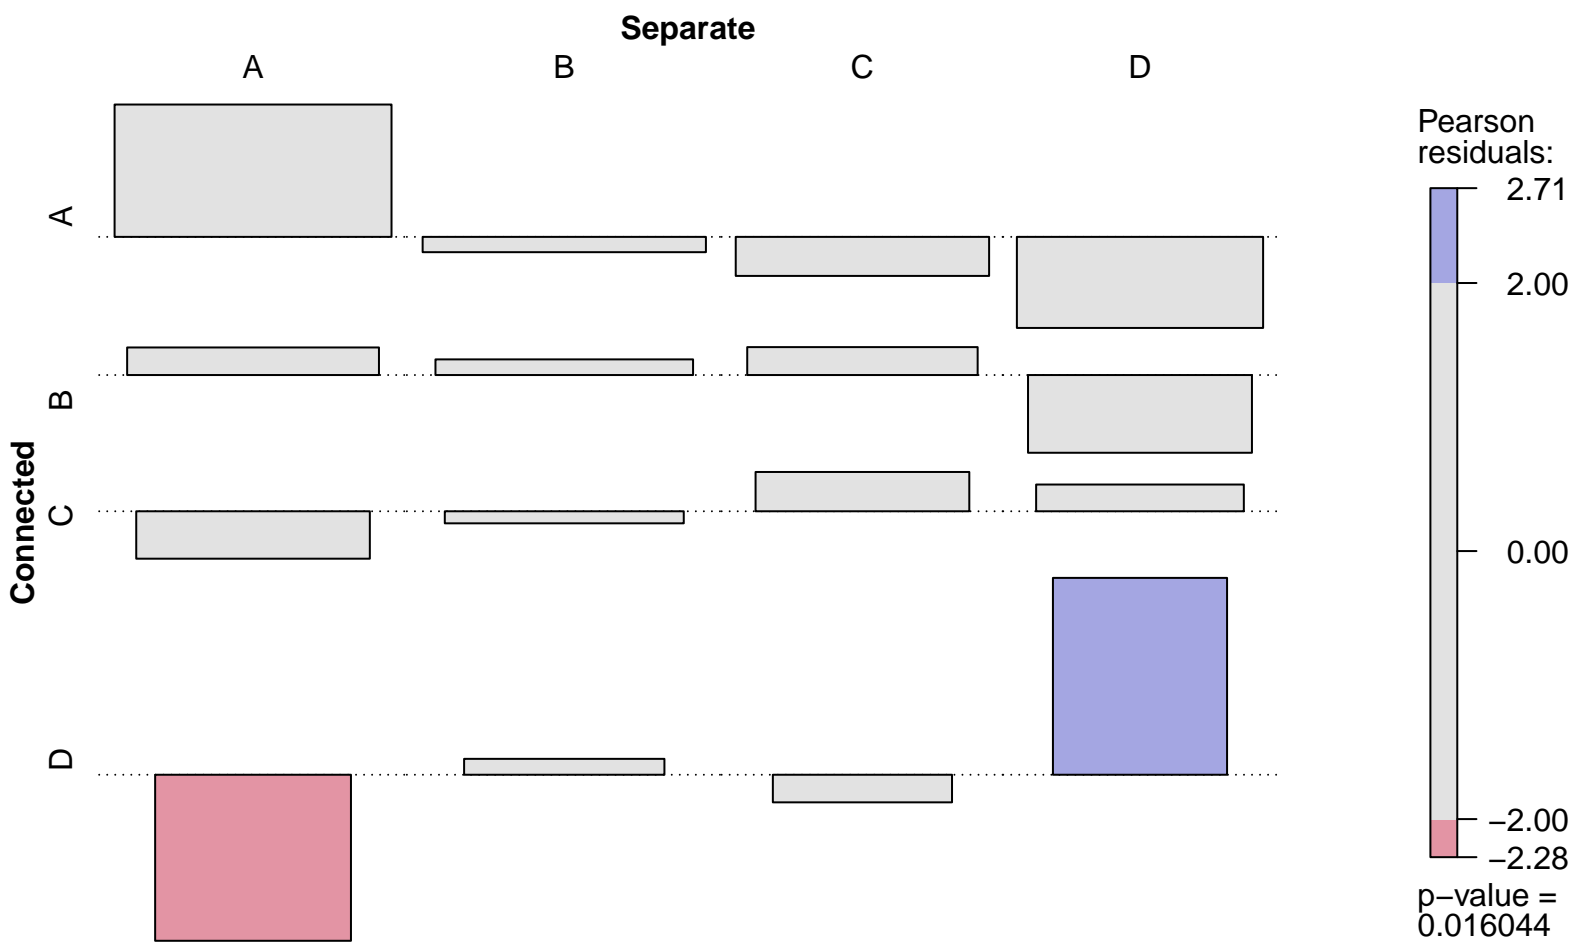 Separate
A B C D
A
B
C
D
Connected
Pearson
residuals:
2.71
2.00
0.00
−2.00
−2.28
p−value =
0.016044